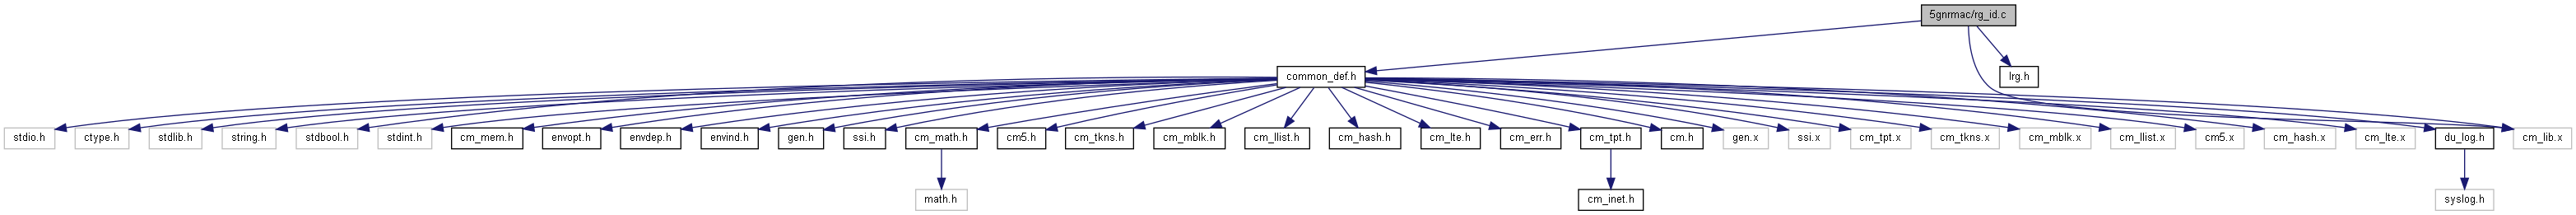 5gnrmac/rg_id.c
common_def.h
lrg.h
stdio.h
ctype.h
stdlib.h
string.h
stdbool.h
stdint.h
cm_mem.h
envopt.h
envdep.h
envind.h
gen.h
ssi.h
cm_math.h
cm5.h
cm_tkns.h
cm_mblk.h
cm_llist.h
cm_hash.h
cm_lte.h
cm_err.h
cm_tpt.h
cm.h
gen.x
ssi.x
cm_tpt.x
cm_tkns.x
cm_mblk.x
cm_llist.x
cm5.x
cm_hash.x
cm_lte.x
du_log.h
cm_lib.x
math.h
cm_inet.h
syslog.h